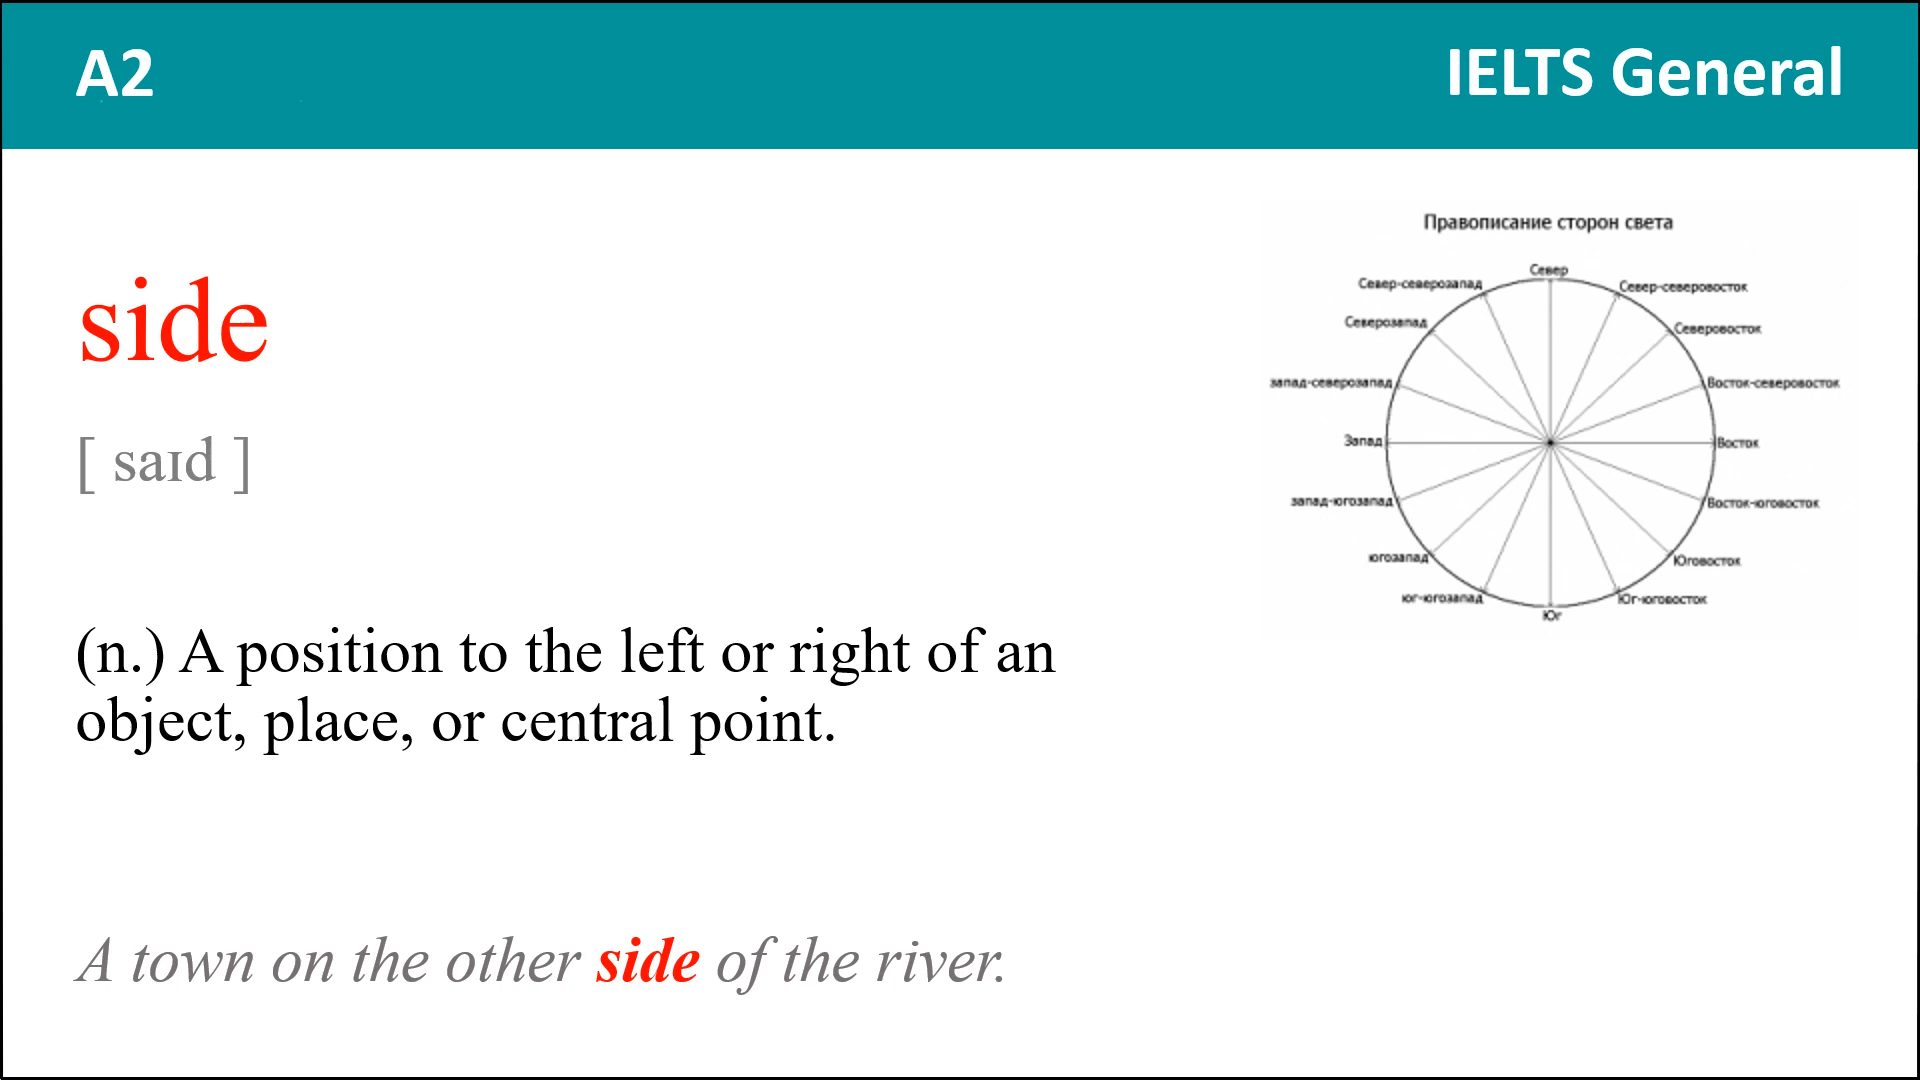 A2
IELTS General
side
[ saɪd ]
(n.) A position to the left or right of an
object, place, or central point.
A town on the other side of the river.
Правописание сторон света
Север
Север-северозапад
Север-северовосток
Северозапад
Северовосток
запад-северозапад
Восток-северовосток
Запад
Восток
запад-югозапад
Восток-юговосток
югозапад
Юговосток
юг-югозапад
Юг-юговосток
Юг